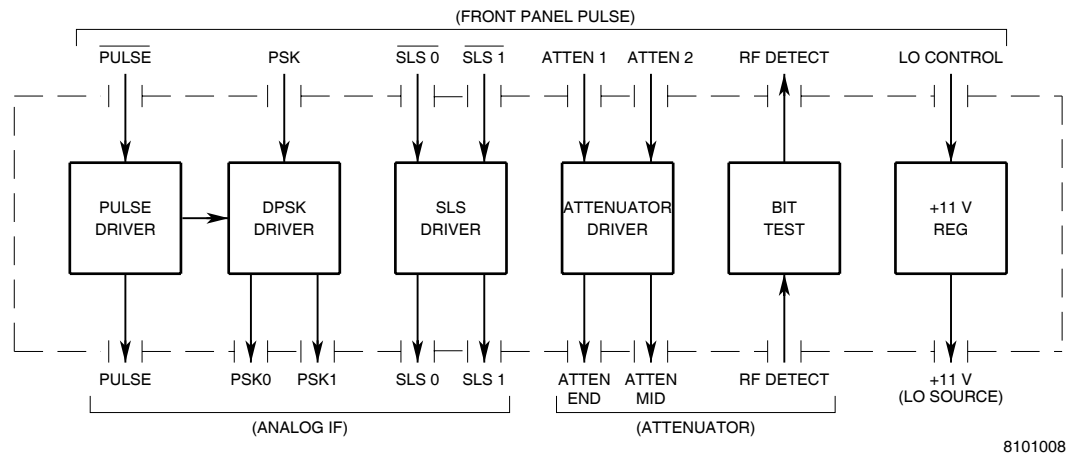 (FRONT PANEL PULSE)
PULSE PSK SLS 0 SLS 1 ATTEN 1 ATTEN 2 RF DETECT LO CONTROL
PULSE
DRIVER
DPSK
DRIVER
SLS
DRIVER
ATTENUATOR
DRIVER
BIT
TEST
+11 V
REG
PULSE PSK0 PSK1 SLS 0 SLS 1
ATTEN
END
ATTEN
MID
RF DETECT
+11 V
(LO SOURCE)
(ANALOG IF)
(ATTENUATOR)
8101008